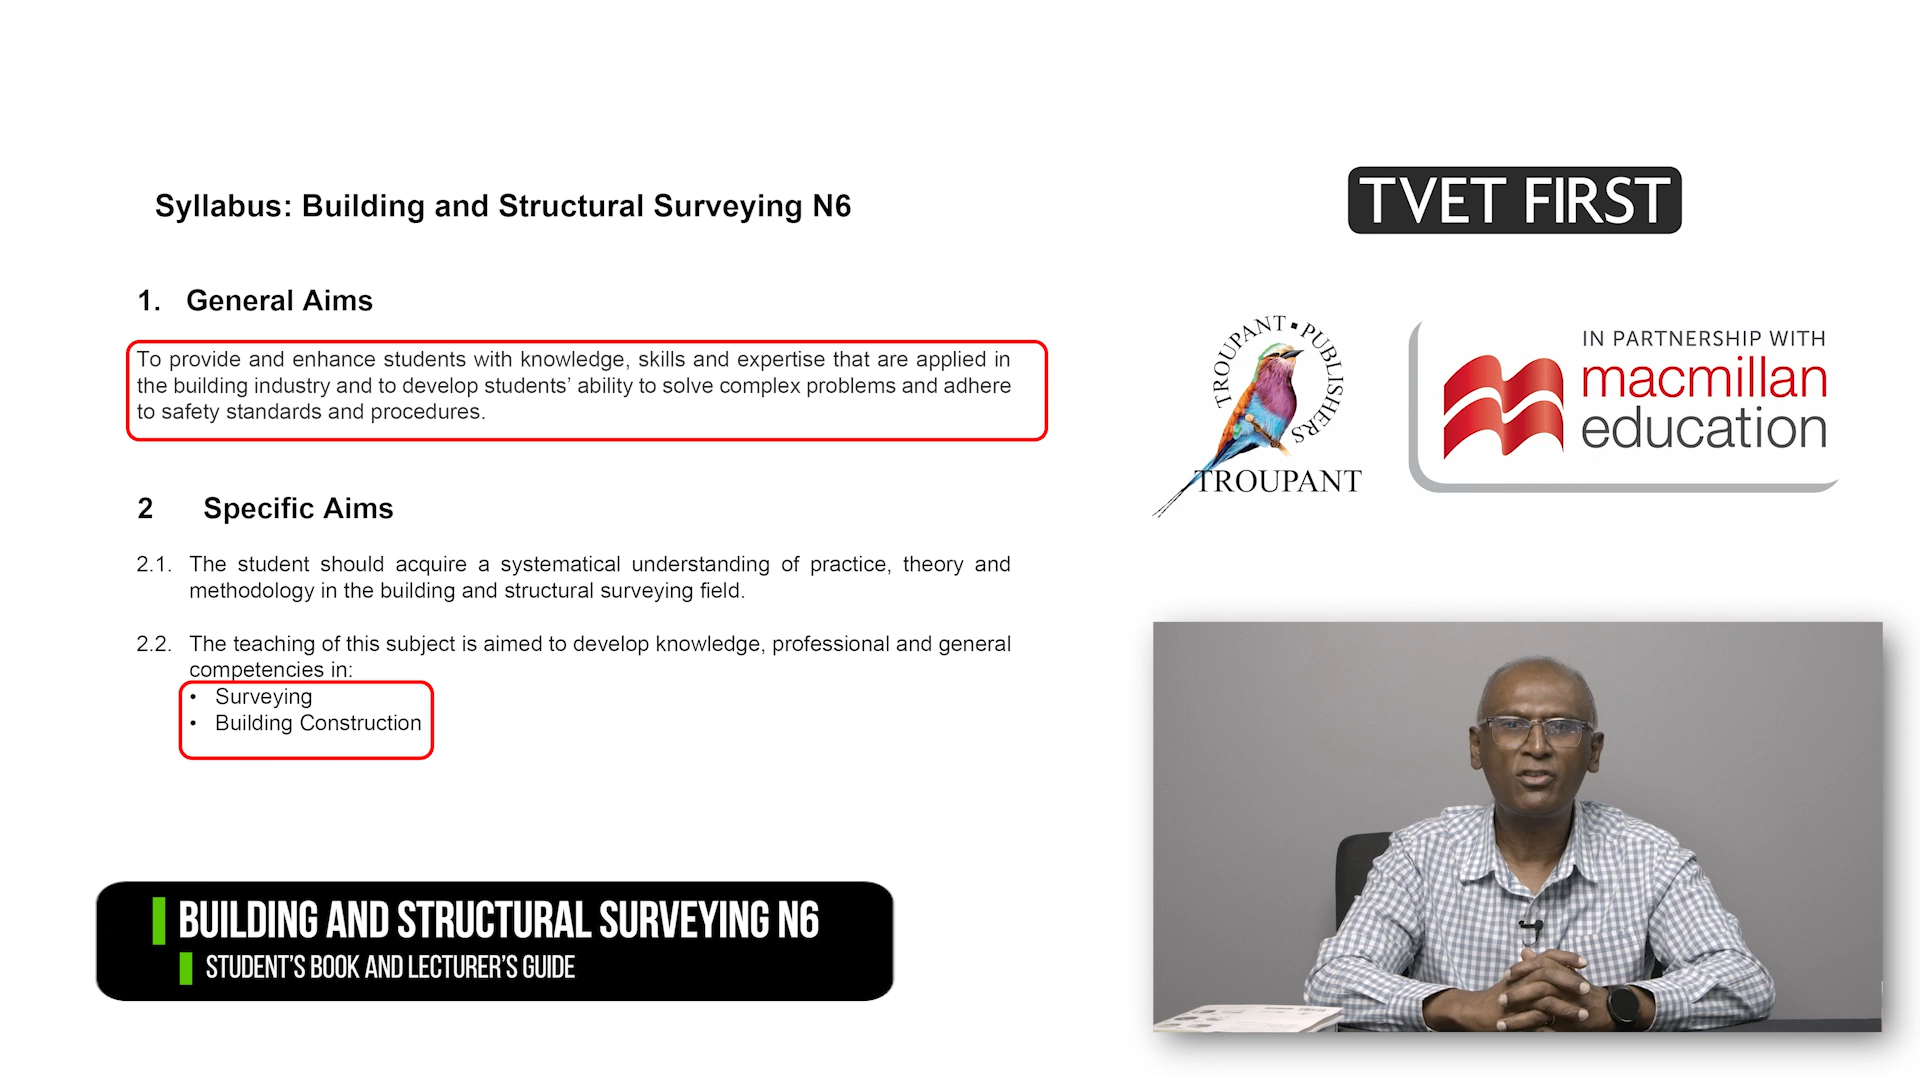 Syllabus: Building and Structural Surveying N6
1. General Aims
To provide and enhance students with knowledge, skills and expertise that are applied in
the building industry and to develop students’ ability to solve complex problems and adhere
to safety standards and procedures.
2 Specific Aims
2.1. The student should acquire a systematical understanding of practice, theory and
methodology in the building and structural surveying field.
2.2. The teaching of this subject is aimed to develop knowledge, professional and general
competencies in:
• Surveying
• Building Construction
BUILDING AND STRUCTURAL SURVEYING N6
STUDENT’S BOOK AND LECTURER’S GUIDE
TVET FIRST
TROUPANT ▪ PUBLISHERS
TROUPANT
IN PARTNERSHIP WITH
macmillan
education